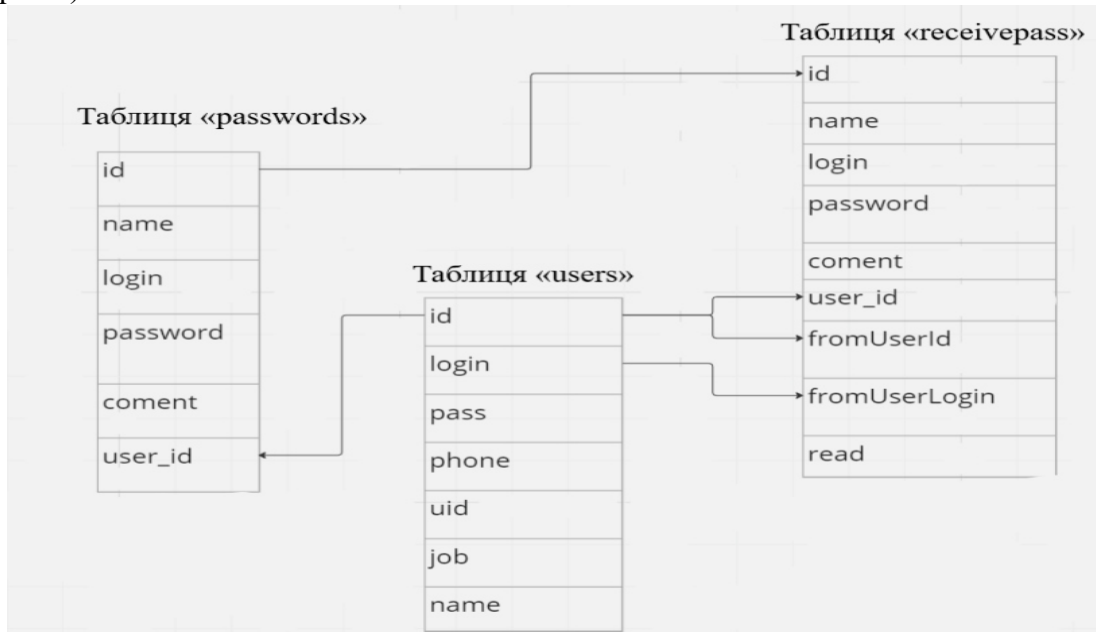 Таблиця «passwords»
id
name
login
password
coment
user_id
Таблиця «users»
id
login
pass
phone
uid
job
name
Таблиця «receivepass»
id
name
login
password
coment
user_id
fromUserId
fromUserLogin
read